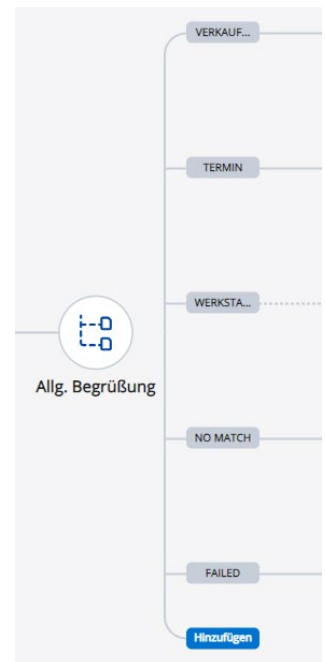 VERKAUF...
TERMIN
WERKSTA...
Allg. Begrüßung
NO MATCH
FAILED
Hinzufügen